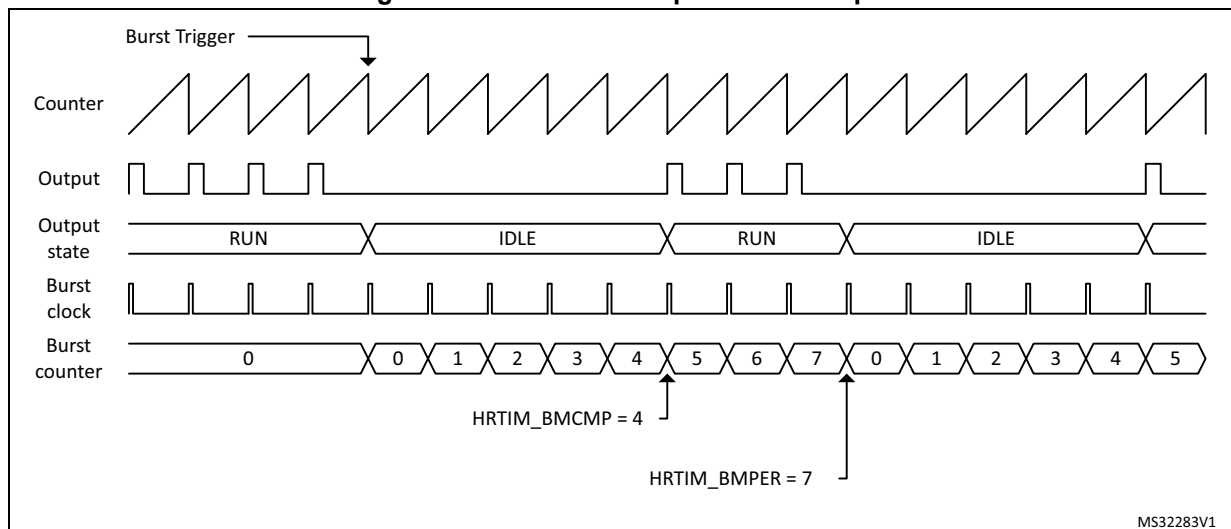 Burst Trigger
Counter
Output
Output
state
RUN
IDLE
RUN
IDLE
Burst
clock
Burst
counter
0
0
1
2
3
4
5
6
7
0
1
2
3
4
5
HRTIM_BMCMP = 4
HRTIM_BMPER = 7
MS32283V1